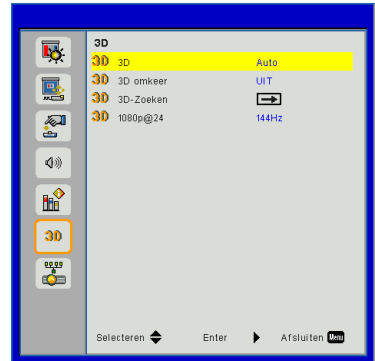 3D
3D 3D Auto
3D 3D omkeer UIT
3D 3D-Zoeken
3D 1080p@24 144Hz
3D
Selecteren Enter Afsluiten Menu